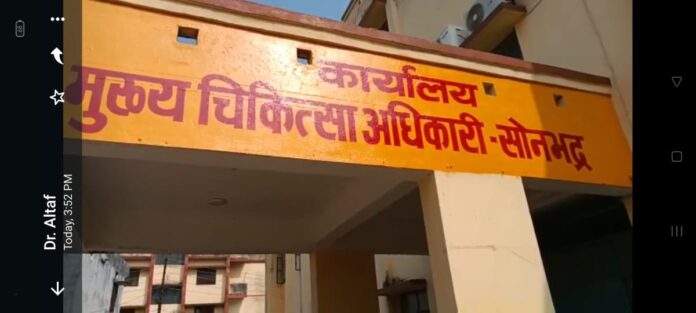 कार्यालय
मुख्य चिकित्सा अधिकारी - सोनभद्र
Dr. Altaf
Today, 3:52 PM